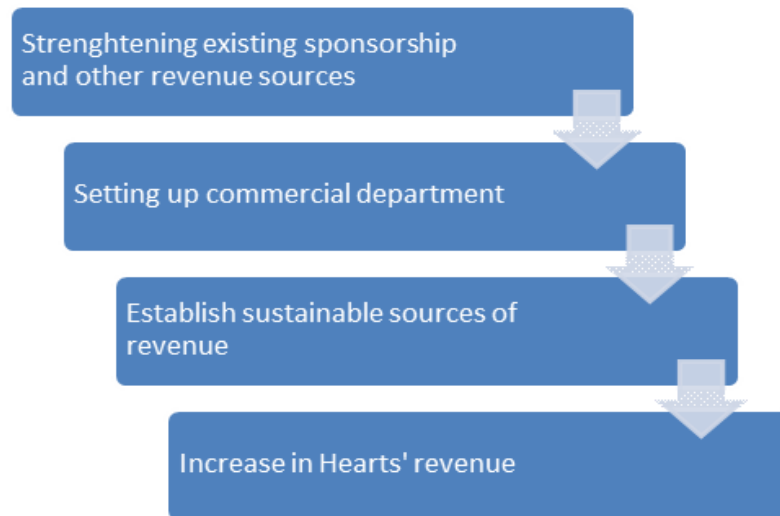 Strenghtening existing sponsorship
and other revenue sources
Setting up commercial department
Establish sustainable sources of
revenue
Increase in Hearts' revenue